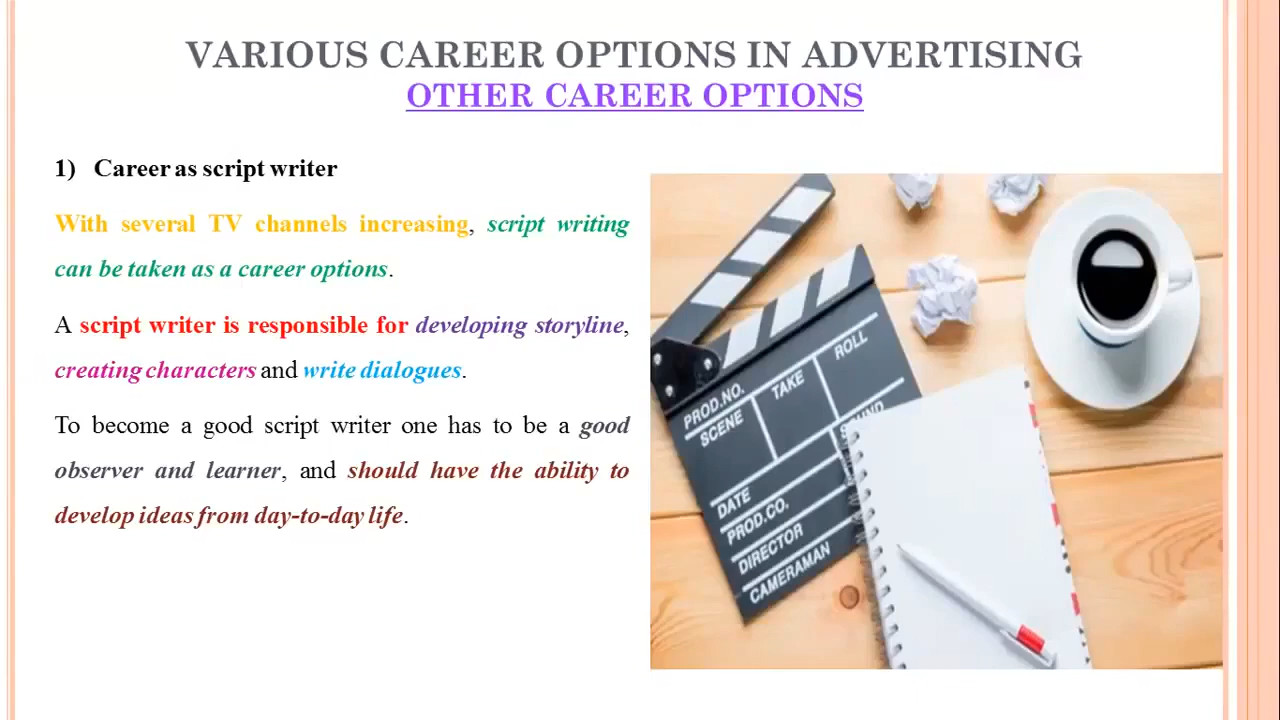 VARIOUS CAREER OPTIONS IN ADVERTISING
OTHER CAREER OPTIONS
1) Career as script writer
With several TV channels increasing, script writing
can be taken as a career options.
A script writer is responsible for developing storyline,
creating characters and write dialogues.
To become a good script writer one has to be a good
observer and learner, and should have the ability to
develop ideas from day-to-day life.
PROD.NO.
SCENE
TAKE
ROLL
SOUND
DATE
PROD.CO.
DIRECTOR
CAMERAMAN